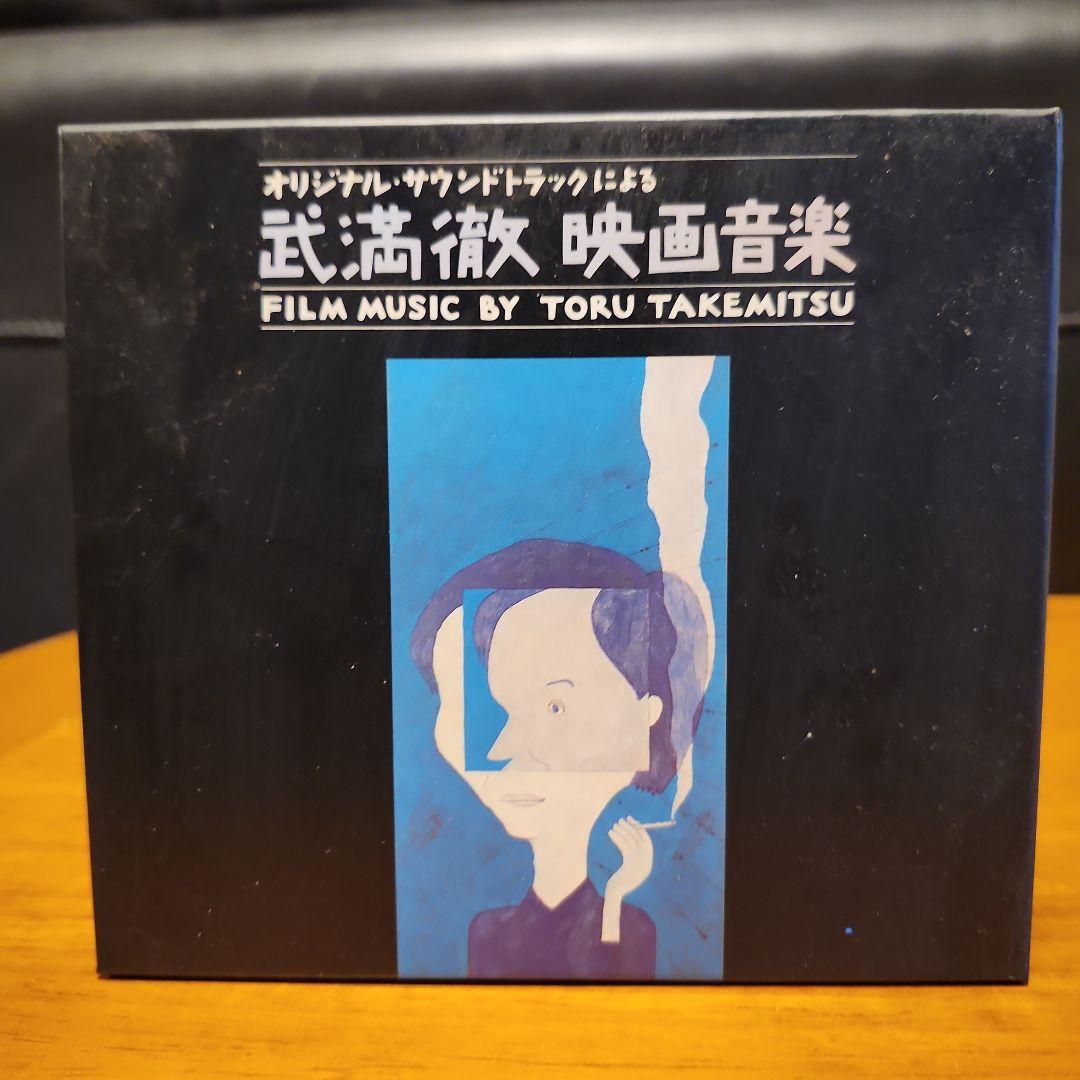 オリジナル・サウンドトラックによる
武満徹 映画音楽
FILM MUSIC BY TORU TAKEMITSU